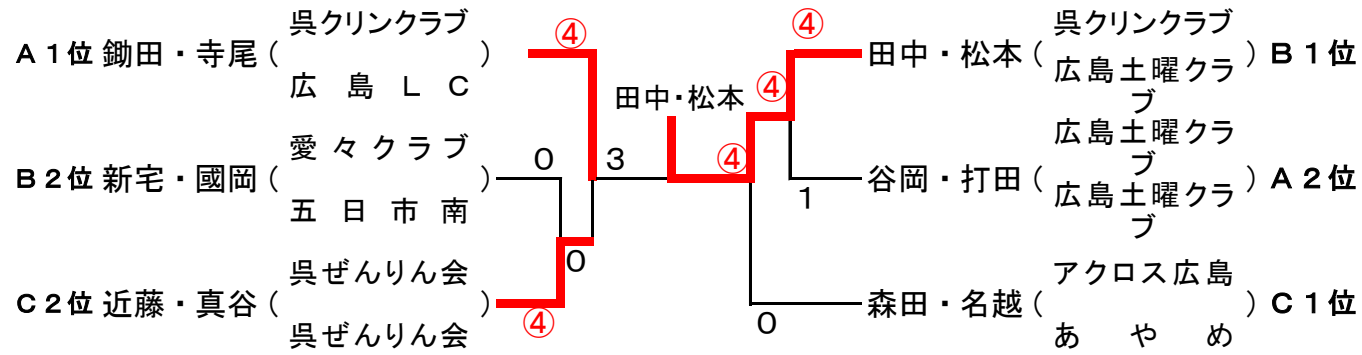 呉クリンクラブ
A 1位 鋤田・寺尾 ( )
広島LC
④
愛々クラブ
B 2位 新宅・國岡 ( )
五日市南
0
3
呉ぜんりん会
C 2位 近藤・真谷 ( )
呉ぜんりん会
④
0
田中・松本
④
④
④
呉クリンクラブ
田中・松本 ( ) B 1位
広島土曜クラ
ブ
広島土曜クラ
ブ
谷岡・打田 ( ) A 2位
広島土曜クラ
ブ
1
アクロス広島
森田・名越 ( ) C 1位
あやめ
0